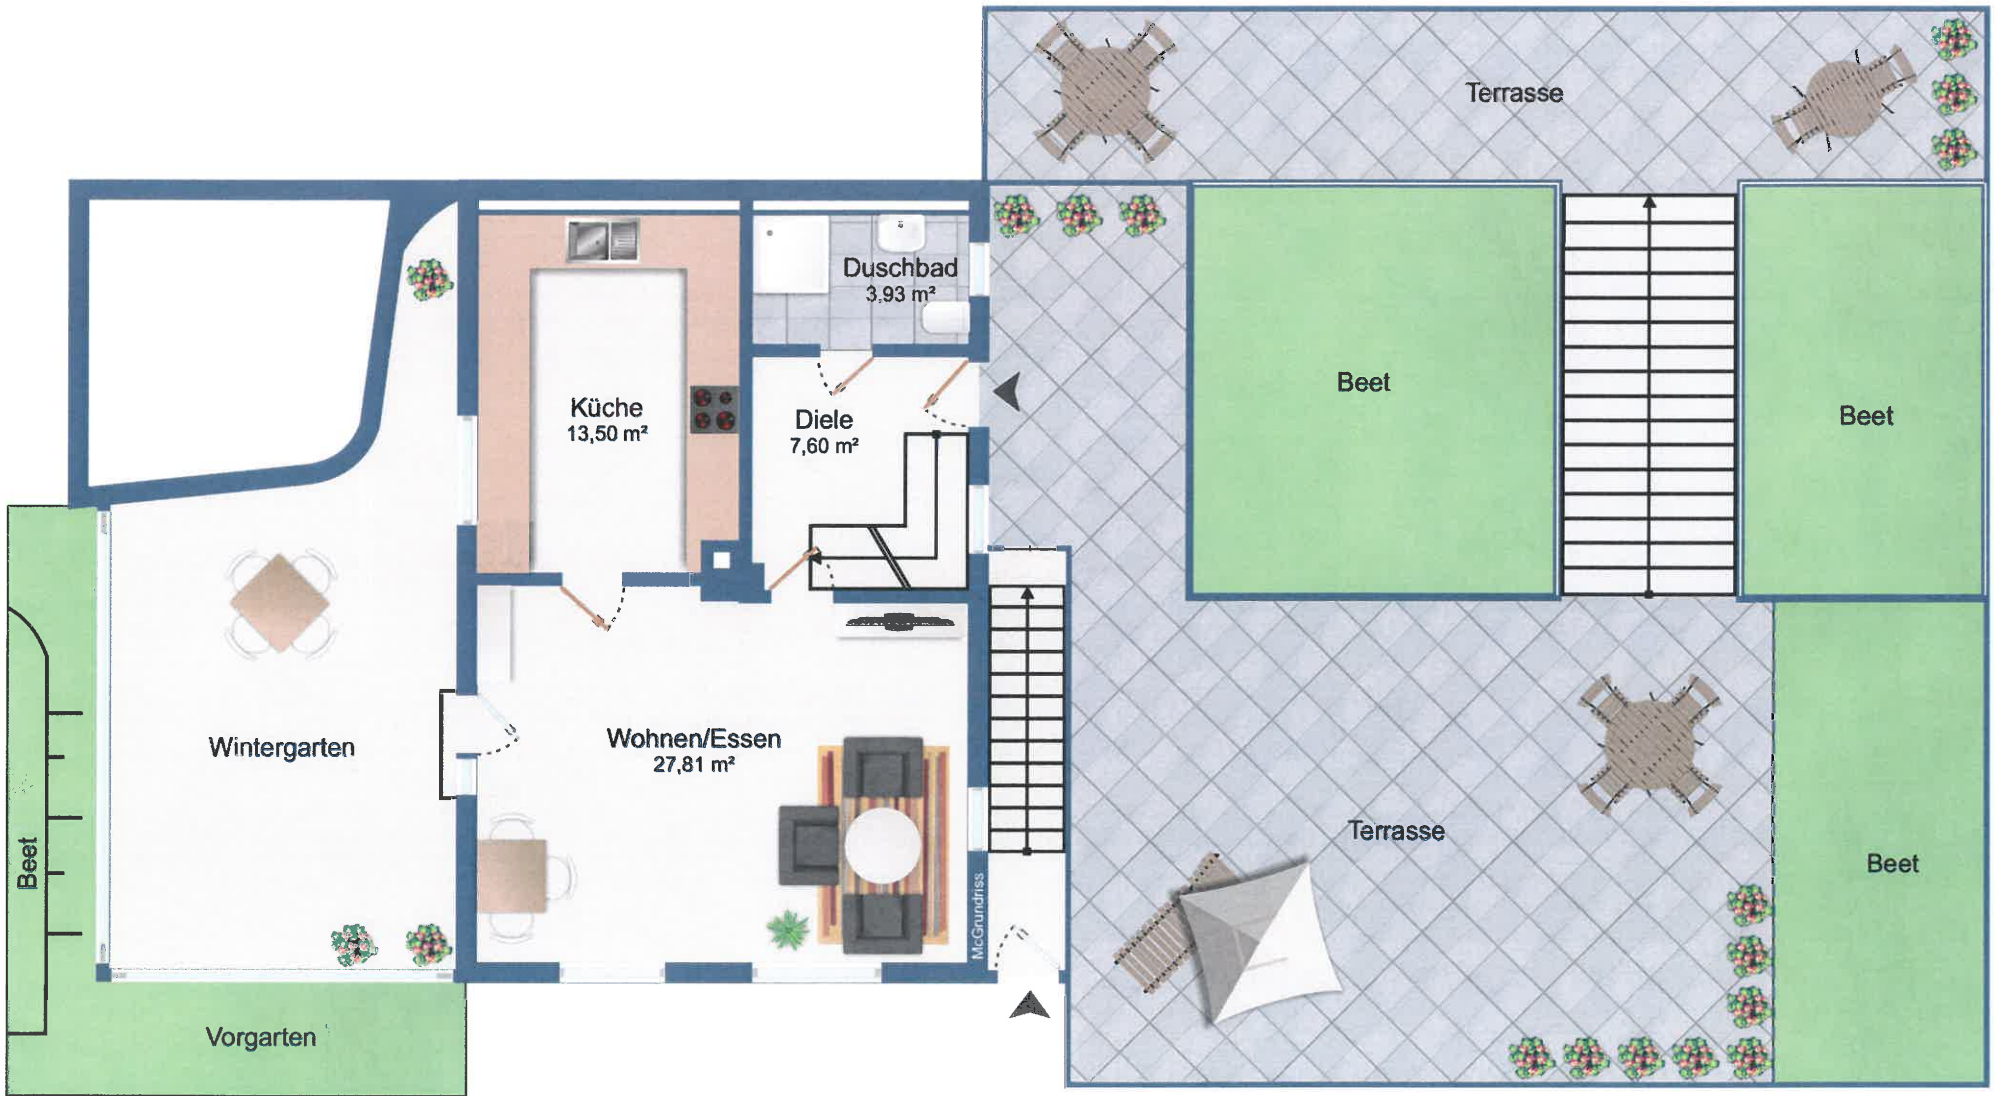 Terrasse
Duschbad
3,93 m²
Küche
13,50 m²
Diele
7,60 m²
Beet
Beet
Wintergarten
Wohnen/Essen
27,81 m²
Terrasse
Beet
Beet
McGrundriss
Vorgarten